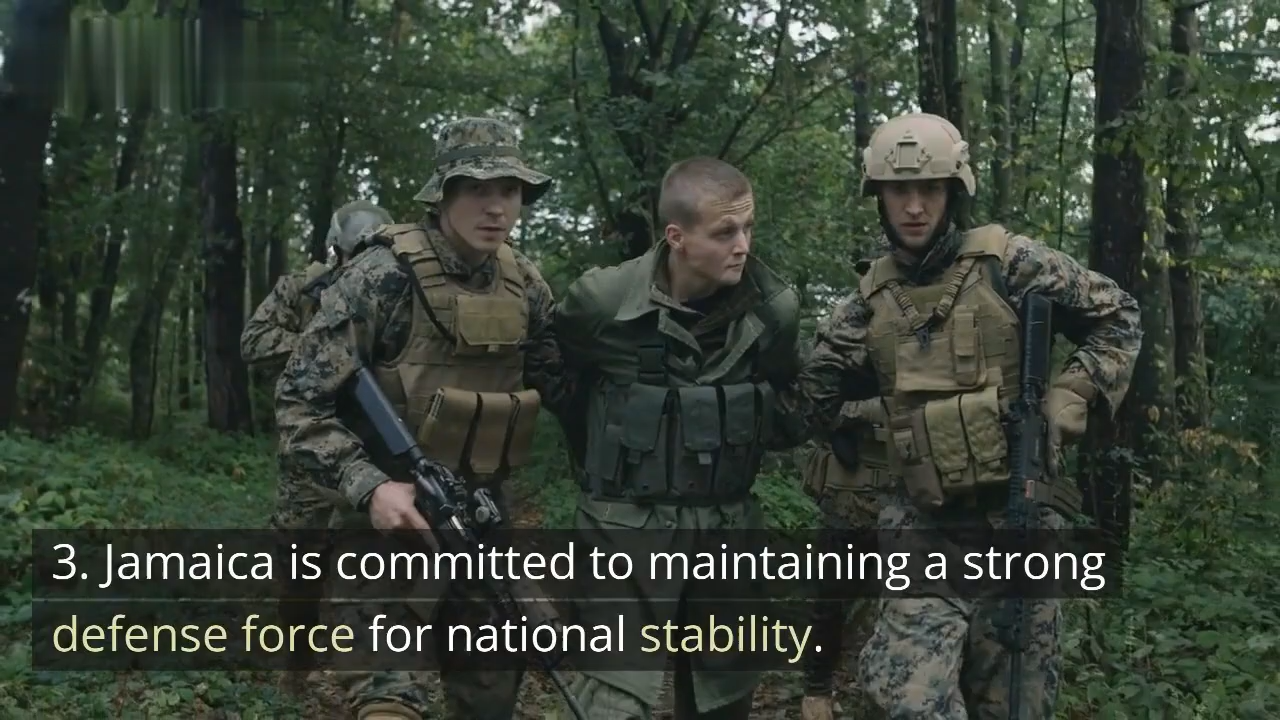 3. Jamaica is committed to maintaining a strong
defense force for national stability.